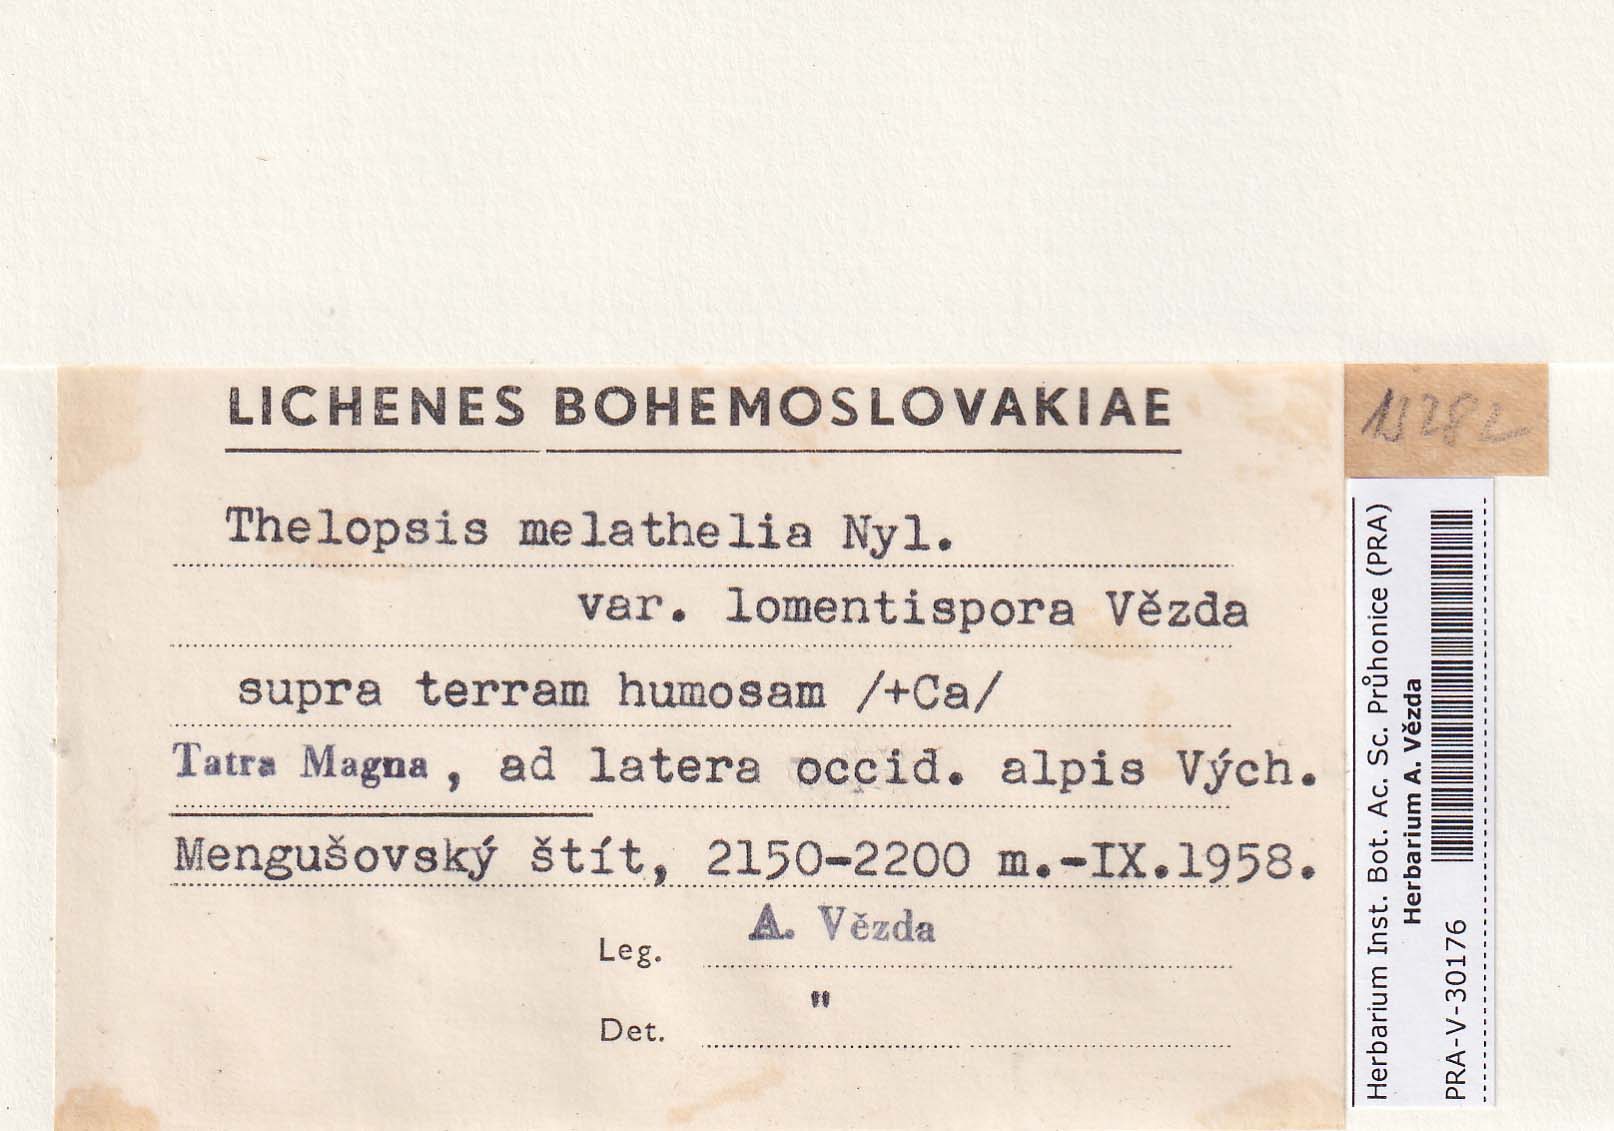 LICHENES BOHEMOSLOVAKIAE
Thelopsis melathelia Nyl.
var. lomentispora Vězda
supra terram humosam /+Ca/
Tatra Magna, ad latera occid. alpis Vých.
Mengušovský štít, 2150-2200 m.-IX.1958.
Leg. A. Vězda
Det. "
Herbarium Inst. Bot. Ac. Sc. Průhonice (PRA)
Herbarium A. Vězda
PRA-V-30176